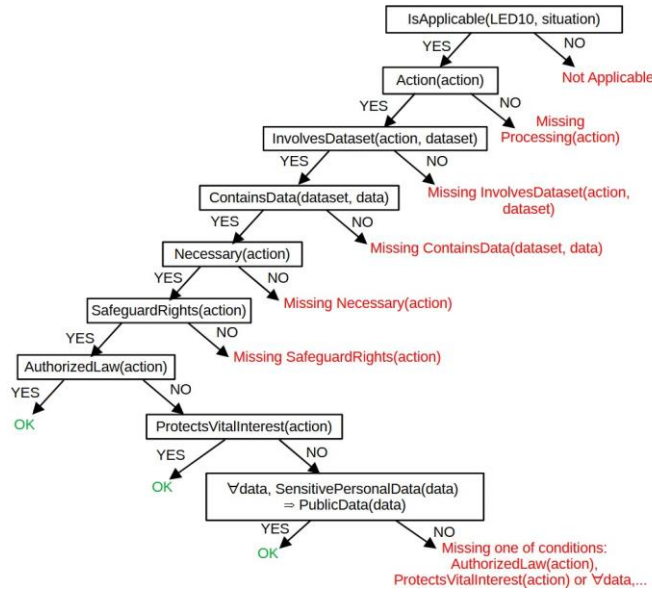 IsApplicable(LED10, situation)
YES
NO
Not Applicable
Action(action)
YES
NO
Missing
Processing(action)
InvolvesDataset(action, dataset)
YES
NO
Missing InvolvesDataset(action,
dataset)
ContainsData(dataset, data)
YES
NO
Missing ContainsData(dataset, data)
Necessary(action)
YES
NO
Missing Necessary(action)
SafeguardRights(action)
YES
NO
Missing SafeguardRights(action)
AuthorizedLaw(action)
YES
NO
OK
ProtectsVitalInterest(action)
YES
NO
OK
∀data, SensitivePersonalData(data)
⇒ PublicData(data)
YES
NO
OK
Missing one of conditions:
AuthorizedLaw(action),
ProtectsVitalInterest(action) or ∀data,...